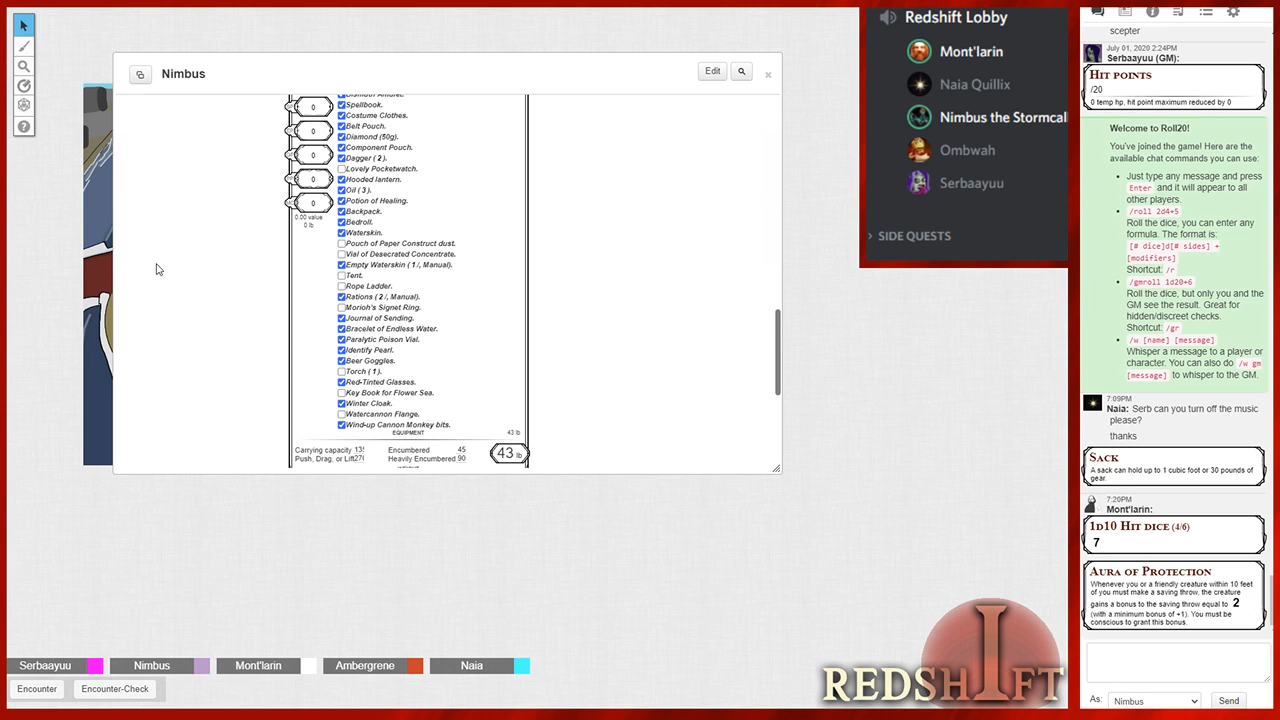 Nimbus
Edit
0
0
0
0
0
0.00 value
0 lb
Spellbook.
Costume Clothes.
Belt Pouch.
Diamond (50g).
Component Pouch.
Dagger ( 2 ).
Lovely Pocketwatch.
Hooded lantern.
Oil ( 3 ).
Potion of Healing.
Backpack.
Bedroll.
Waterskin.
Pouch of Paper Construct dust.
Vial of Desecrated Concentrate.
Empty Waterskin ( 1 /, Manual).
Tent.
Rope Ladder.
Rations ( 2 /, Manual).
Morioh's Signet Ring.
Journal of Sending.
Bracelet of Endless Water.
Paralytic Poison Vial.
Identify Pearl.
Beer Goggles.
Torch ( 1 ).
Red-Tinted Glasses.
Key Book for Flower Sea.
Winter Cloak.
Watercannon Flange.
Wind-up Cannon Monkey bits.
EQUIPMENT 43 lb
Carrying capacity 135 Encumbered 45
Push, Drag, or Lift 270 Heavily Encumbered 90
43 lb
Redshift Lobby
Mont'larin
Naia Quillix
Nimbus the Stormcal
Ombwah
Serbaayuu
SIDE QUESTS
scepter
July 01, 2020 2:24PM
Serbaayuu (GM):
HIT POINTS
/20
0 temp hp, hit point maximum reduced by 0
Welcome to Roll20!
You've joined the game! Here are the
available chat commands you can use:
Just type any message and press
Enter and it will appear to all
other players.
/roll 2d4+5
Roll the dice, you can enter any
formula. The format is:
[# dice]d[# sides] +
[modifiers]
Shortcut: /r
/gmroll 1d20+6
Roll the dice, but only you and the
GM see the result. Great for
hidden/discreet checks.
Shortcut: /gr
/w [name] [message]
Whisper a message to a player or
character. You can also do /w gm
[message] to whisper to the GM.
7:09PM
Naia: Serb can you turn off the music
please?
thanks
SACK
A sack can hold up to 1 cubic foot or 30 pounds of
gear.
7:20PM
Mont'larin:
1D10 HIT DICE (4/6)
7
AURA OF PROTECTION
Whenever you or a friendly creature within 10 feet
of you must make a saving throw, the creature
gains a bonus to the saving throw equal to 2
(with a minimum bonus of +1). You must be
conscious to grant this bonus.
As: Nimbus Send
Serbaayuu Nimbus Mont'larin Ambergrene Naia
Encounter Encounter-Check
REDSHIFT